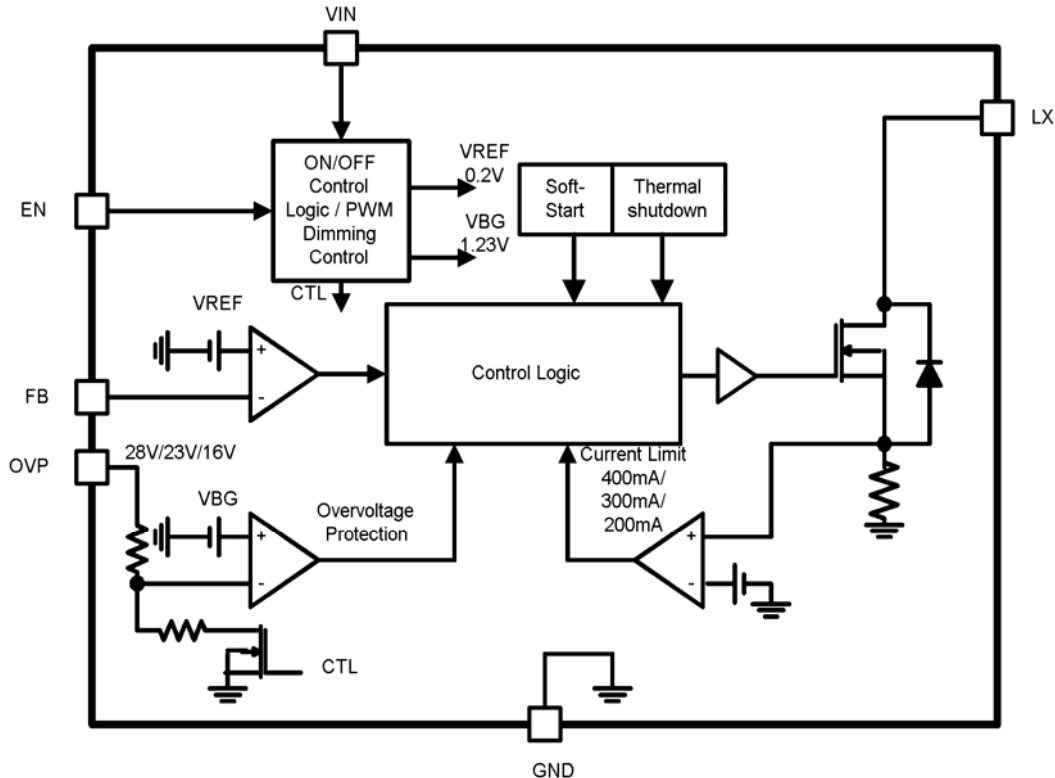 VIN
LX
EN
ON/OFF
Control
Logic / PWM
Dimming
Control
VREF
0.2V
VBG
1.23V
CTL
Soft-
Start
Thermal
shutdown
VREF
+
-
FB
Control Logic
OVP
28V/23V/16V
VBG
+
-
Overvoltage
Protection
Current Limit
400mA/
300mA/
200mA
+
-
CTL
GND